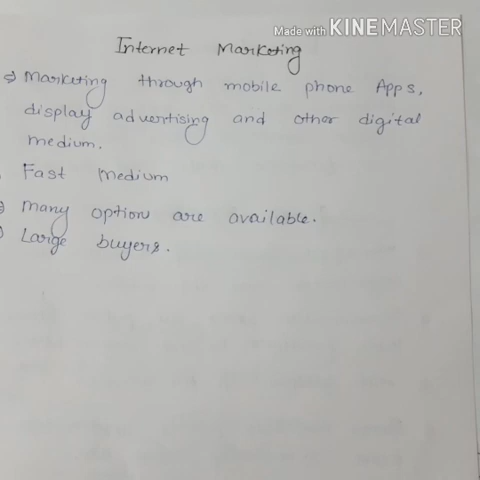 Made with KINEMASTER
Internet Marketing
⇒ Marketing through mobile phone Apps,
display advertising and other digital
medium.
Fast Medium
⇒ Many option are available.
Large buyers.